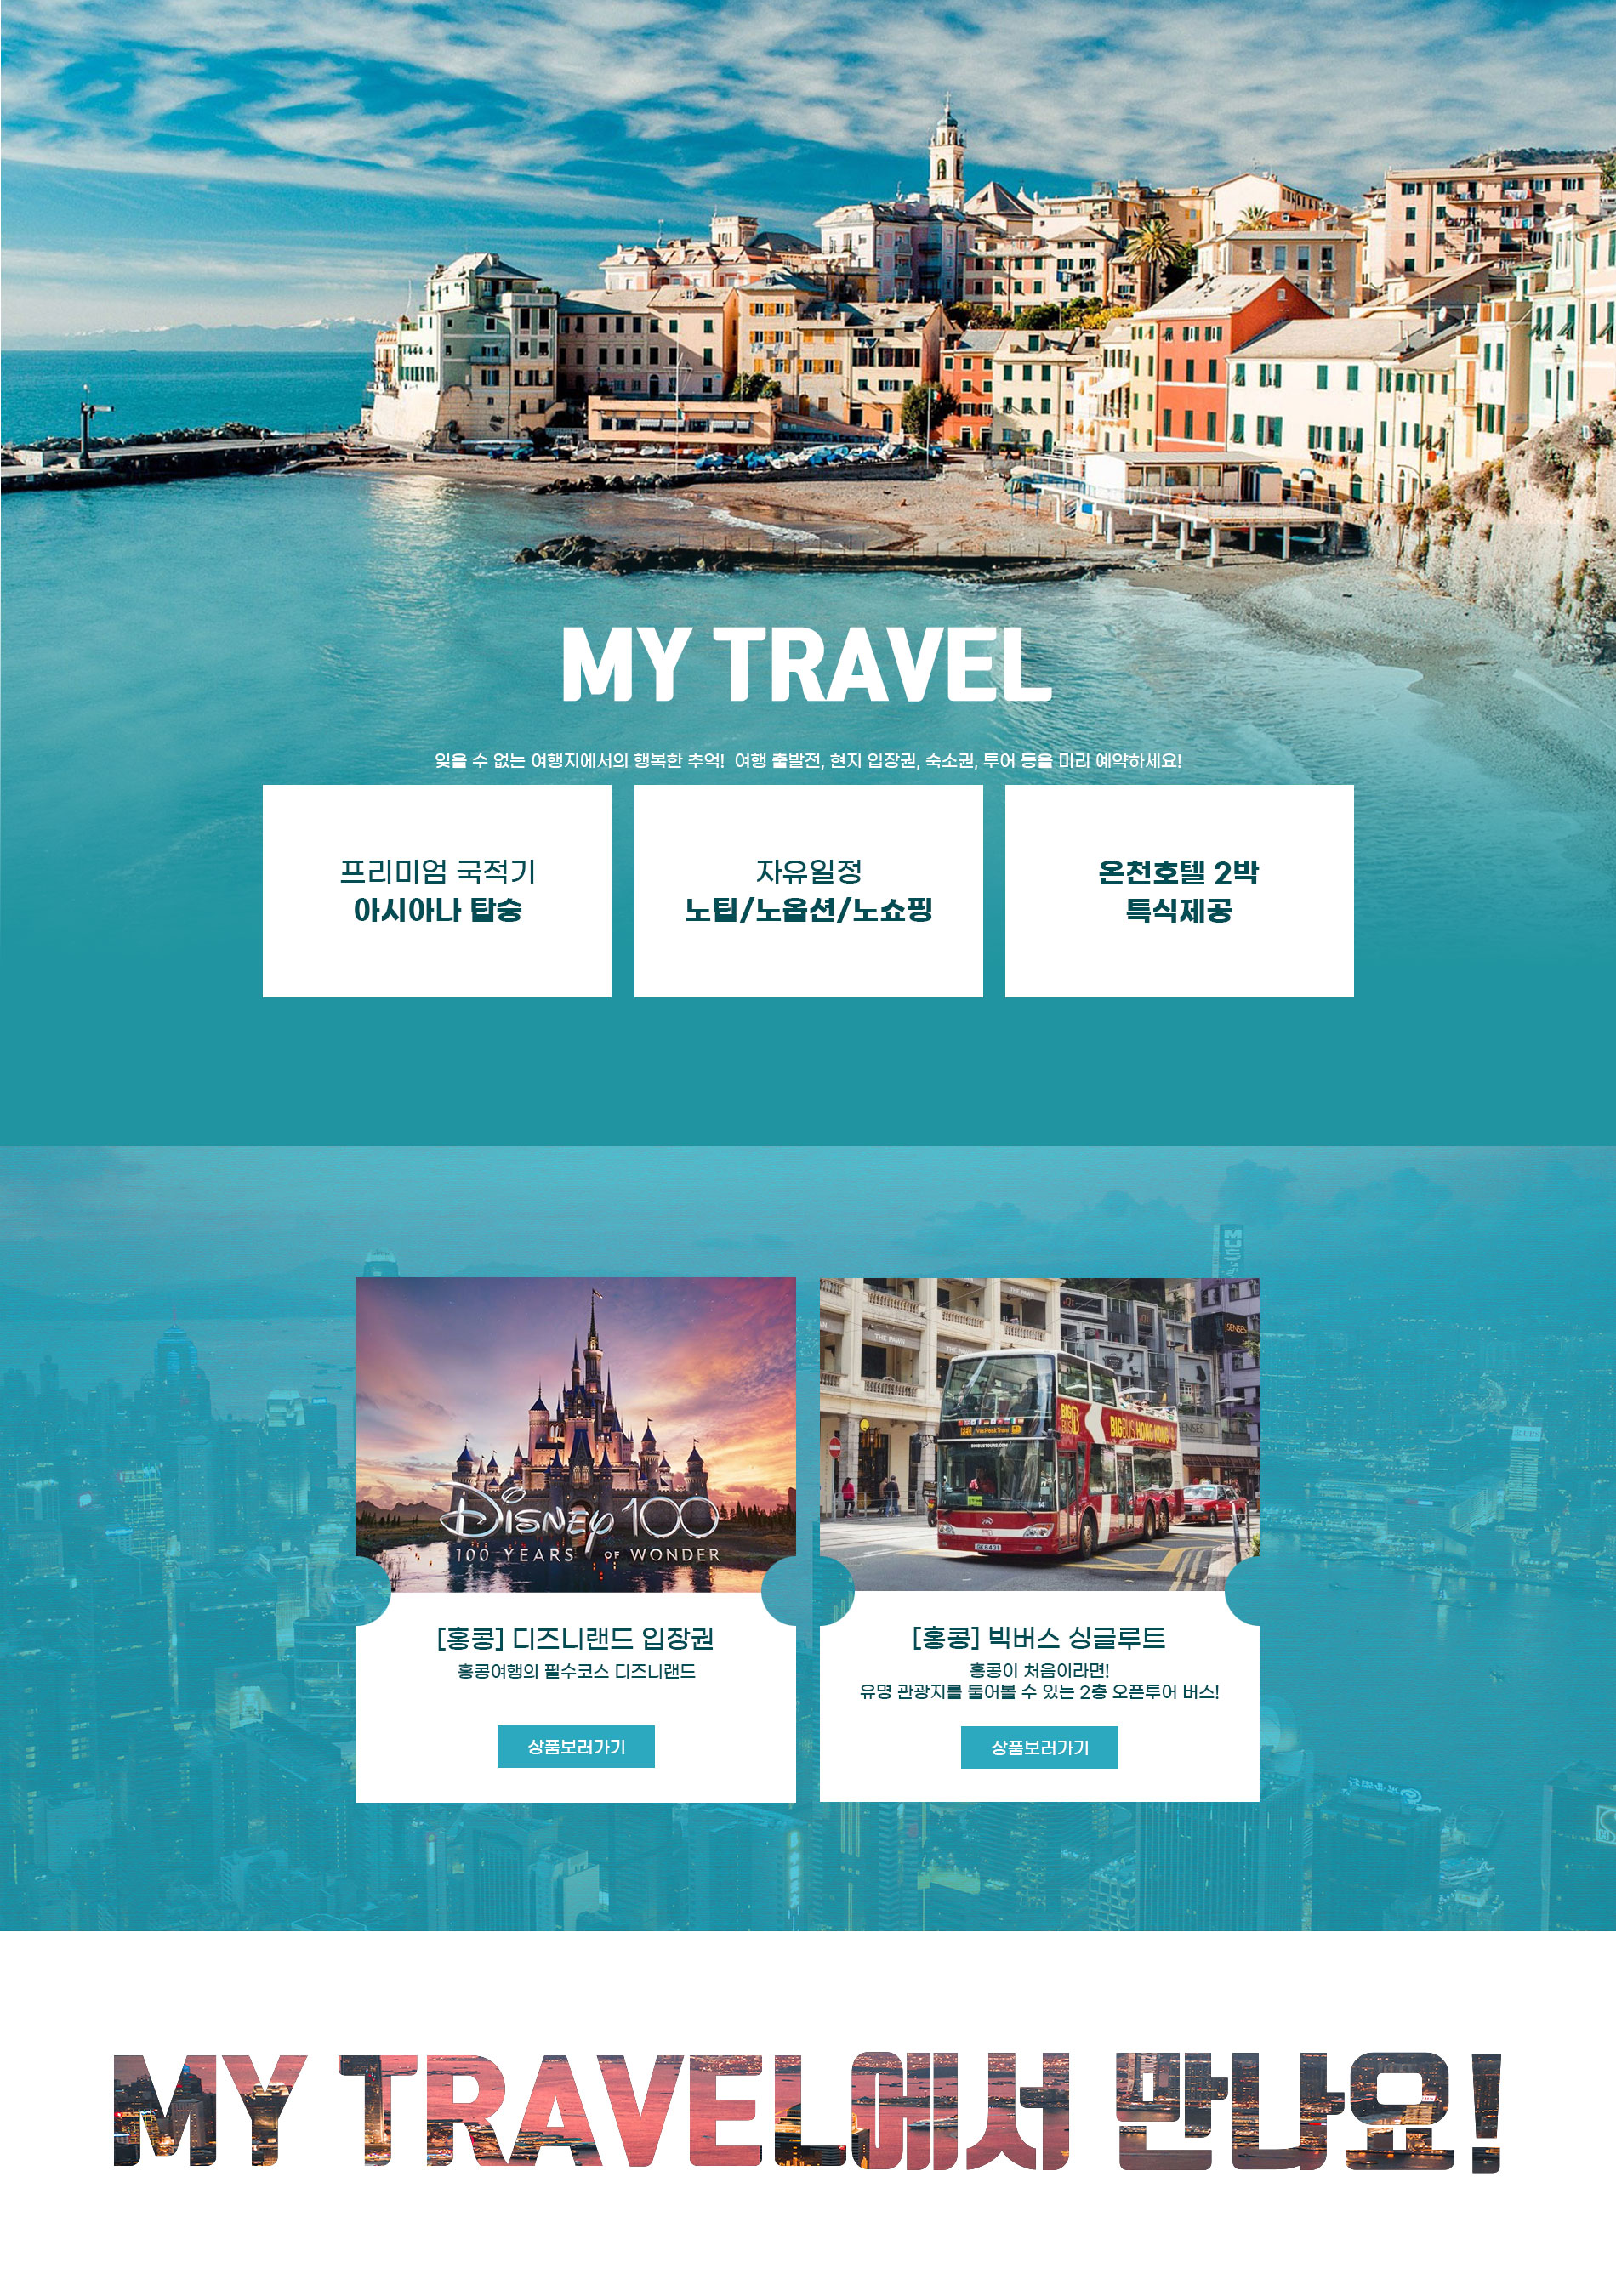 MY TRAVEL
잊을 수 없는 여행지에서의 행복한 추억! 여행 출발전, 현지 입장권, 숙소권, 투어 등을 미리 예약하세요!
프리미엄 국적기
아시아나 탑승
자유일정
노팁/노옵션/노쇼핑
온천호텔 2박
특식제공
DISNEY 100
100 YEARS OF WONDER
THE PAWN
SENSES
BIGBUS HONG KONG
[홍콩] 디즈니랜드 입장권
홍콩여행의 필수코스 디즈니랜드
상품보러가기
[홍콩] 빅버스 싱글루트
홍콩이 처음이라면!
유명 관광지를 둘어볼 수 있는 2층 오픈투어 버스!
상품보러가기
MY TRAVEL에서 만나요!